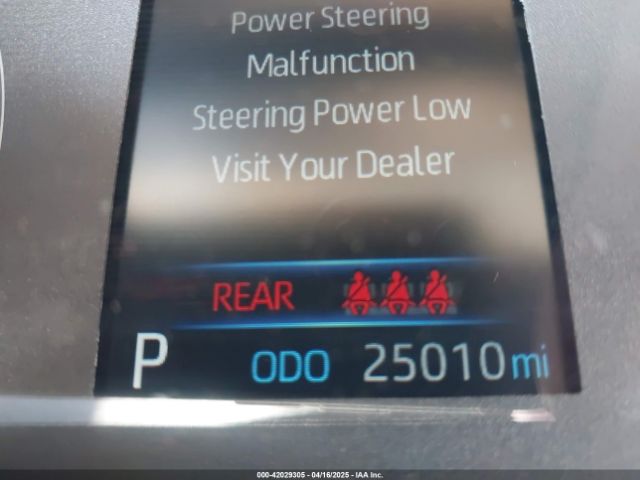 Power Steering
Malfunction
Steering Power Low
Visit Your Dealer
REAR
P ODO 25010 mi
000-42029305 - 04/16/2025 - IAA Inc.